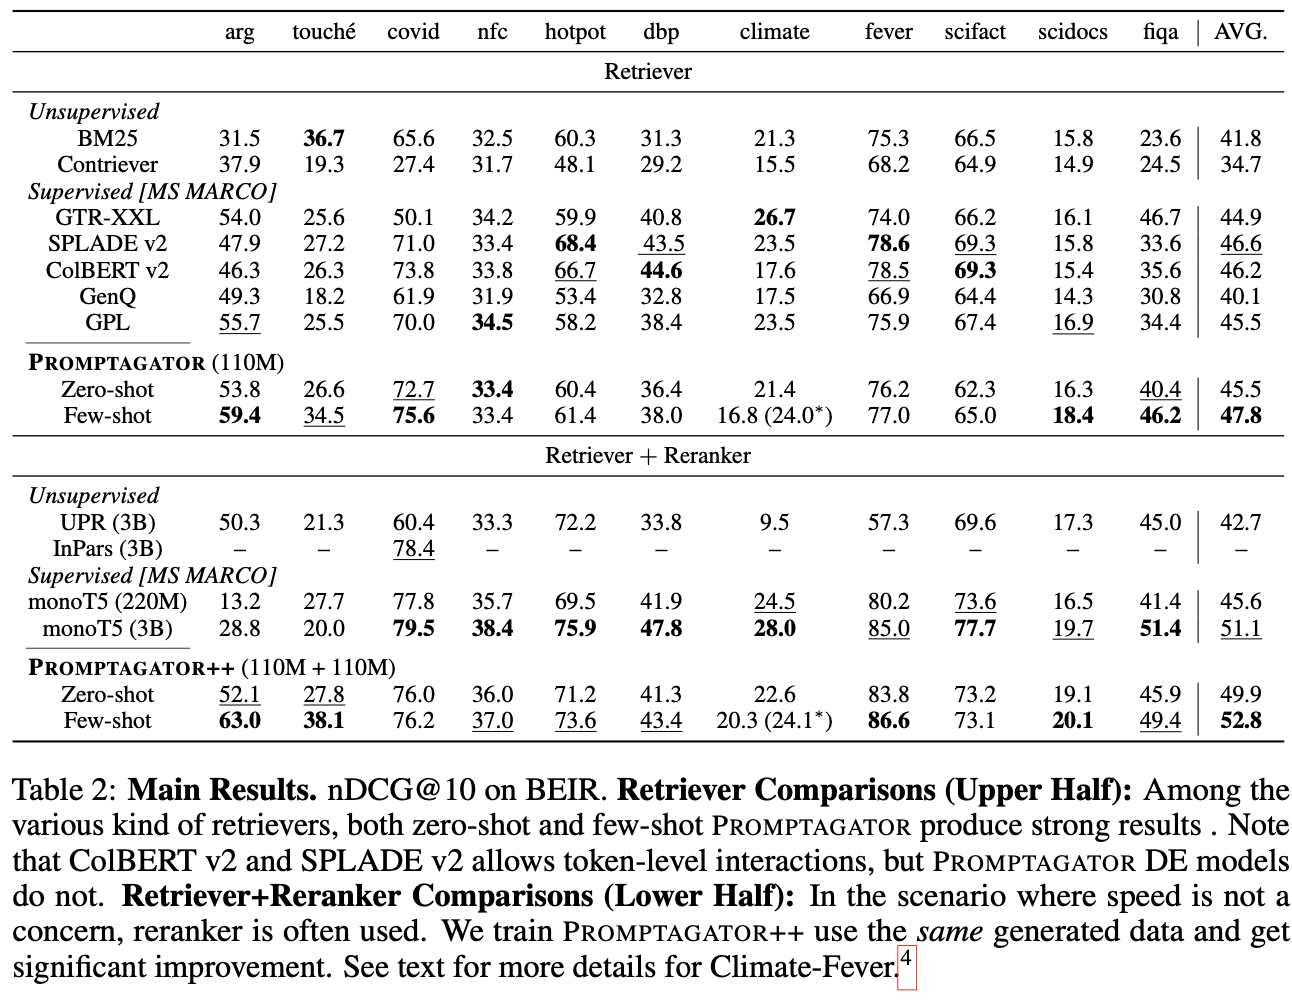 arg touché covid nfc hotpot dbp climate fever scifact scidocs fiqa AVG.
Retriever
Unsupervised
BM25 31.5 36.7 65.6 32.5 60.3 31.3 21.3 75.3 66.5 15.8 23.6 41.8
Contriever 37.9 19.3 27.4 31.7 48.1 29.2 15.5 68.2 64.9 14.9 24.5 34.7
Supervised [MS MARCO]
GTR-XXL 54.0 25.6 50.1 34.2 59.9 40.8 26.7 74.0 66.2 16.1 46.7 44.9
SPLADE v2 47.9 27.2 71.0 33.4 68.4 43.5 23.5 78.6 69.3 15.8 33.6 46.6
ColBERT v2 46.3 26.3 73.8 33.8 66.7 44.6 17.6 78.5 69.3 15.4 35.6 46.2
GenQ 49.3 18.2 61.9 31.9 53.4 32.8 17.5 66.9 64.4 14.3 30.8 40.1
GPL 55.7 25.5 70.0 34.5 58.2 38.4 23.5 75.9 67.4 16.9 34.4 45.5
PROMPTAGATOR (110M)
Zero-shot 53.8 26.6 72.7 33.4 60.4 36.4 21.4 76.2 62.3 16.3 40.4 45.5
Few-shot 59.4 34.5 75.6 33.4 61.4 38.0 16.8 (24.0*) 77.0 65.0 18.4 46.2 47.8
Retriever + Reranker
Unsupervised
UPR (3B) 50.3 21.3 60.4 33.3 72.2 33.8 9.5 57.3 69.6 17.3 45.0 42.7
InPars (3B) – – 78.4 – – – – – – – – –
Supervised [MS MARCO]
monoT5 (220M) 13.2 27.7 77.8 35.7 69.5 41.9 24.5 80.2 73.6 16.5 41.4 45.6
monoT5 (3B) 28.8 20.0 79.5 38.4 75.9 47.8 28.0 85.0 77.7 19.7 51.4 51.1
PROMPTAGATOR++ (110M + 110M)
Zero-shot 52.1 27.8 76.0 36.0 71.2 41.3 22.6 83.8 73.2 19.1 45.9 49.9
Few-shot 63.0 38.1 76.2 37.0 73.6 43.4 20.3 (24.1*) 86.6 73.1 20.1 49.4 52.8
Table 2: Main Results. nDCG@10 on BEIR. Retriever Comparisons (Upper Half): Among the
various kind of retrievers, both zero-shot and few-shot PROMPTAGATOR produce strong results . Note
that ColBERT v2 and SPLADE v2 allows token-level interactions, but PROMPTAGATOR DE models
do not. Retriever+Reranker Comparisons (Lower Half): In the scenario where speed is not a
concern, reranker is often used. We train PROMPTAGATOR++ use the same generated data and get
significant improvement. See text for more details for Climate-Fever.4